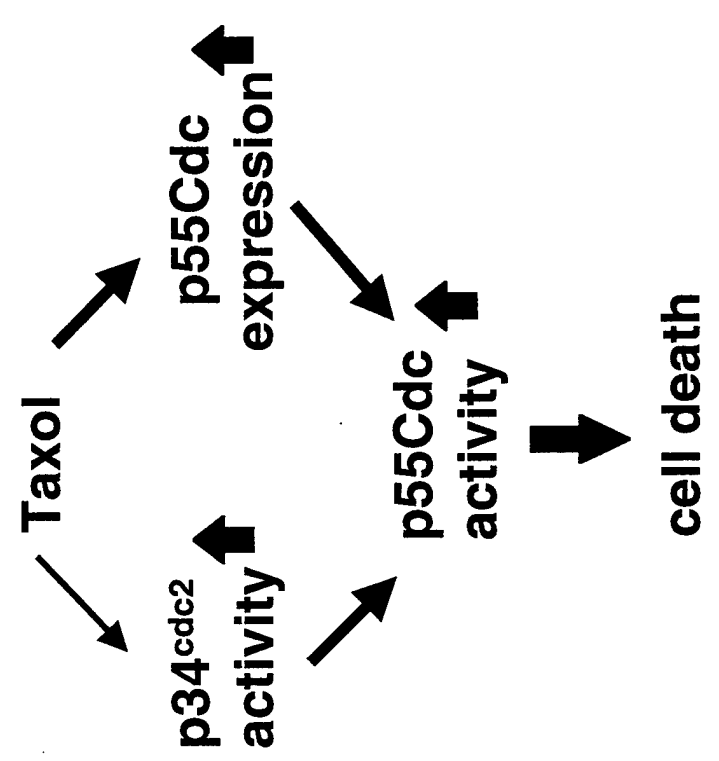 Taxol
p34cdc2
activity
p55Cdc
expression
p55Cdc
activity
cell death